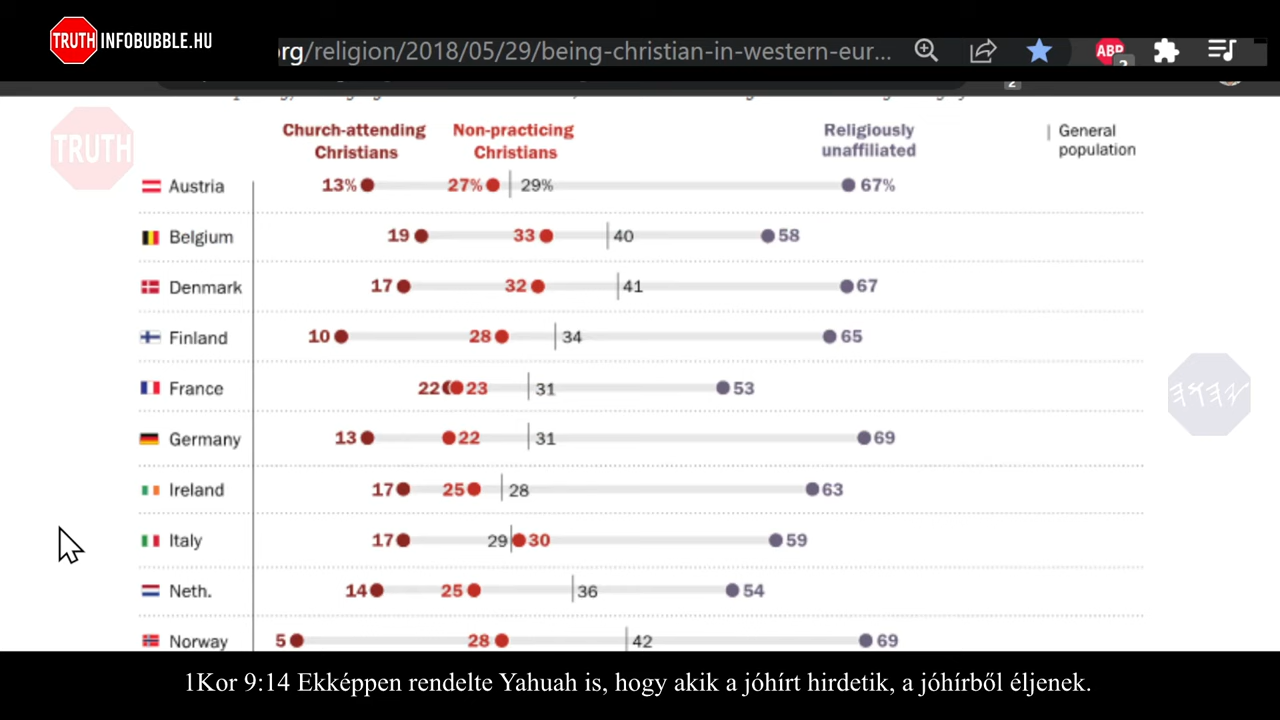 TRUTH INFOBUBBLE.HU
org/religion/2018/05/29/being-christian-in-western-eur...
ABP
2
TRUTH
Church-attending Christians
Non-practicing Christians
Religiously unaffiliated
General population
Austria 13% 27% 29% 67%
Belgium 19 33 40 58
Denmark 17 32 41 67
Finland 10 28 34 65
France 22 23 31 53
Germany 13 22 31 69
Ireland 17 25 28 63
Italy 17 29 30 59
Neth. 14 25 36 54
Norway 5 28 42 69
1Kor 9:14 Ekképpen rendelte Yahuah is, hogy akik a jóhírt hirdetik, a jóhírből éljenek.